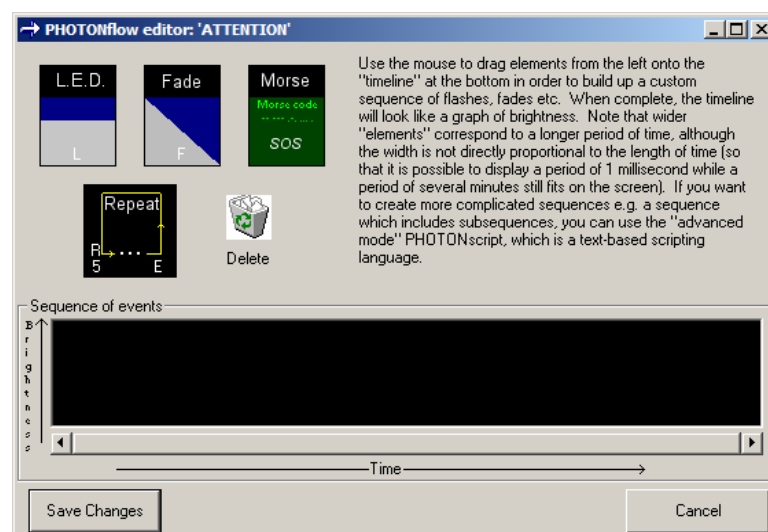 PHOTONflow editor: 'ATTENTION'
L.E.D.
L
Fade
F
Morse
Morse code
SOS
Repeat
R ...
5 E
Delete
Use the mouse to drag elements from the left onto the
"timeline" at the bottom in order to build up a custom
sequence of flashes, fades etc. When complete, the timeline
will look like a graph of brightness. Note that wider
"elements" correspond to a longer period of time, although
the width is not directly proportional to the length of time (so
that it is possible to display a period of 1 millisecond while a
period of several minutes still fits on the screen). If you want
to create more complicated sequences e.g. a sequence
which includes subsequences, you can use the "advanced
mode" PHOTONscript, which is a text-based scripting
language.
Sequence of events
Brightness
Time
Save Changes
Cancel